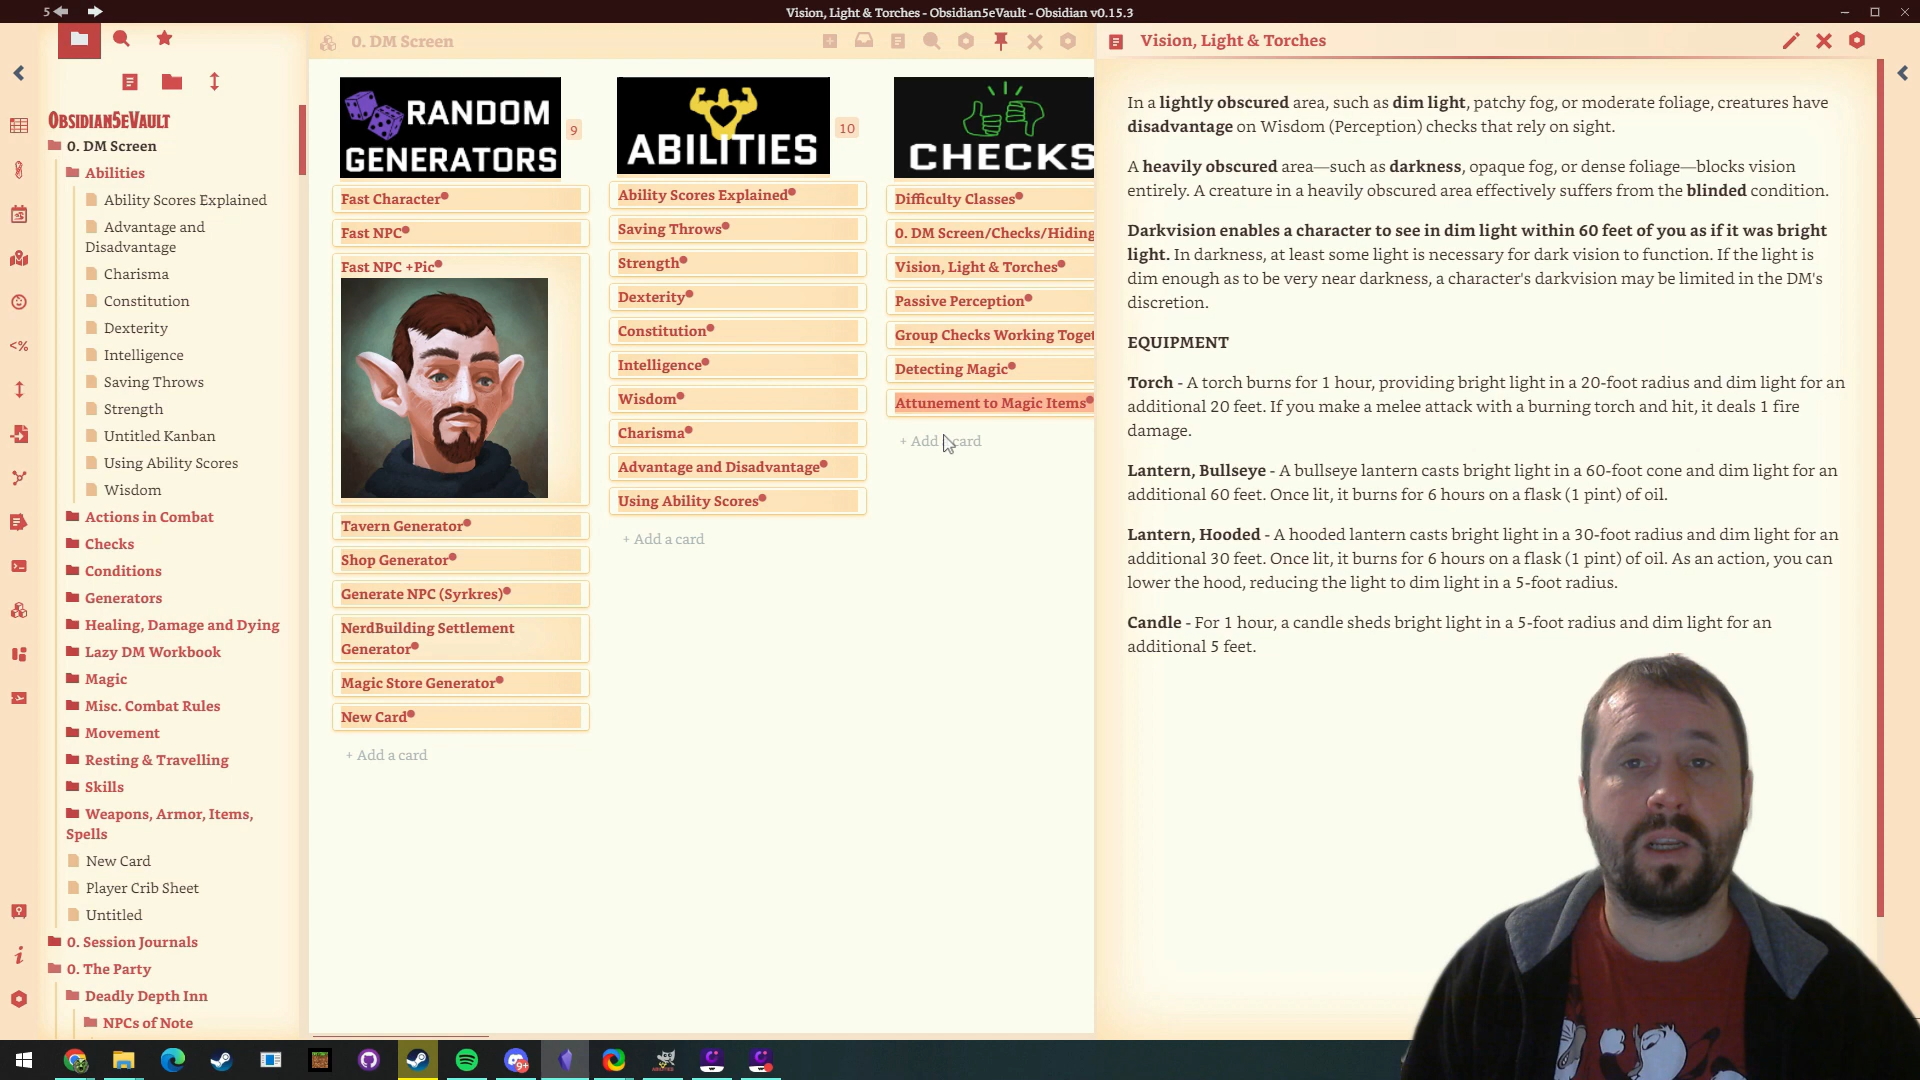 5
Vision, Light & Torches - Obsidian5eVault - Obsidian v0.15.3
0. DM Screen
Vision, Light & Torches
Obsidian5eVault
0. DM Screen
Abilities
Ability Scores Explained
Advantage and
Disadvantage
Charisma
Constitution
Dexterity
Intelligence
Saving Throws
Strength
Untitled Kanban
Using Ability Scores
Wisdom
Actions in Combat
Checks
Conditions
Generators
Healing, Damage and Dying
Lazy DM Workbook
Magic
Misc. Combat Rules
Movement
Resting & Travelling
Skills
Weapons, Armor, Items,
Spells
New Card
Player Crib Sheet
Untitled
0. Session Journals
0. The Party
Deadly Depth Inn
NPCs of Note
<%
RANDOM
GENERATORS
9
Fast Character
Fast NPC
Fast NPC +Pic
Tavern Generator
Shop Generator
Generate NPC (Syrkres)
NerdBuilding Settlement
Generator
Magic Store Generator
New Card
+ Add a card
ABILITIES
10
Ability Scores Explained
Saving Throws
Strength
Dexterity
Constitution
Intelligence
Wisdom
Charisma
Advantage and Disadvantage
Using Ability Scores
+ Add a card
CHECKS
Difficulty Classes
0. DM Screen/Checks/Hiding
Vision, Light & Torches
Passive Perception
Group Checks Working Toget
Detecting Magic
Attunement to Magic Items
+ Add a card
In a lightly obscured area, such as dim light, patchy fog, or moderate foliage, creatures have
disadvantage on Wisdom (Perception) checks that rely on sight.
A heavily obscured area—such as darkness, opaque fog, or dense foliage—blocks vision
entirely. A creature in a heavily obscured area effectively suffers from the blinded condition.
Darkvision enables a character to see in dim light within 60 feet of you as if it was bright
light. In darkness, at least some light is necessary for dark vision to function. If the light is
dim enough as to be very near darkness, a character's darkvision may be limited in the DM's
discretion.
EQUIPMENT
Torch - A torch burns for 1 hour, providing bright light in a 20-foot radius and dim light for an
additional 20 feet. If you make a melee attack with a burning torch and hit, it deals 1 fire
damage.
Lantern, Bullseye - A bullseye lantern casts bright light in a 60-foot cone and dim light for an
additional 60 feet. Once lit, it burns for 6 hours on a flask (1 pint) of oil.
Lantern, Hooded - A hooded lantern casts bright light in a 30-foot radius and dim light for an
additional 30 feet. Once lit, it burns for 6 hours on a flask (1 pint) of oil. As an action, you can
lower the hood, reducing the light to dim light in a 5-foot radius.
Candle - For 1 hour, a candle sheds bright light in a 5-foot radius and dim light for an
additional 5 feet.
9+